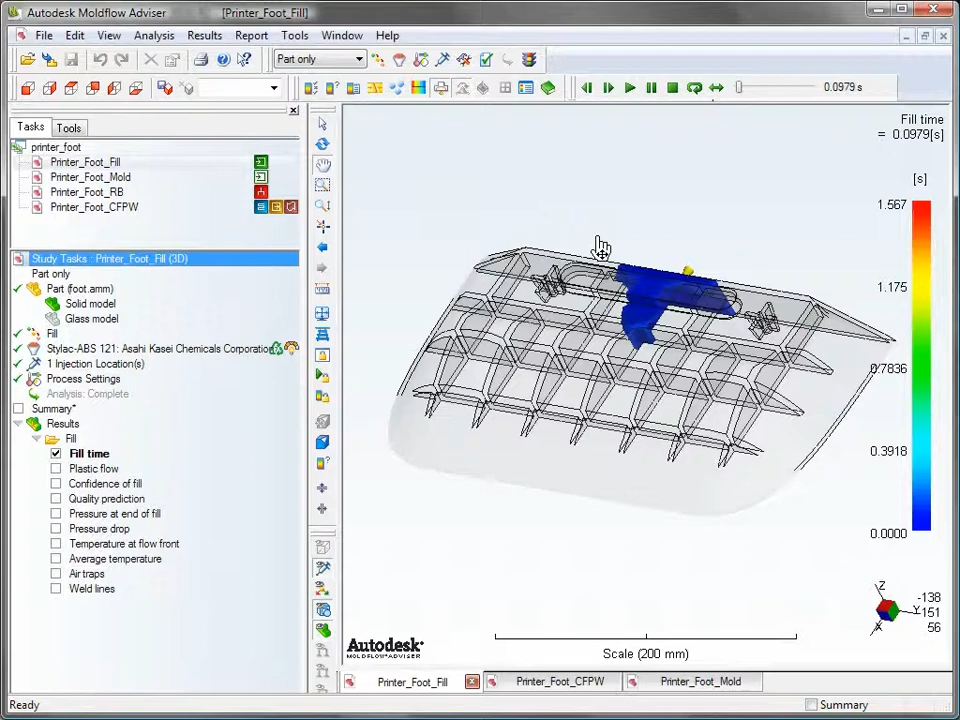 Autodesk Moldflow Adviser [Printer_Foot_Fill]
File Edit View Analysis Results Report Tools Window Help
Part only
0.0979 s
Tasks Tools
printer_foot
Printer_Foot_Fill
Printer_Foot_Mold
Printer_Foot_RB
Printer_Foot_CFPW
Study Tasks : Printer_Foot_Fill (3D)
Part only
Part (foot.amm)
Solid model
Glass model
Fill
Stylac-ABS 121: Asahi Kasei Chemicals Corporation
1 Injection Location(s)
Process Settings
Analysis: Complete
Summary*
Results
Fill
Fill time
Plastic flow
Confidence of fill
Quality prediction
Pressure at end of fill
Pressure drop
Temperature at flow front
Average temperature
Air traps
Weld lines
Fill time
= 0.0979[s]
[s]
1.567
1.175
0.7836
0.3918
0.0000
Z
Y
X
-138
151
56
Autodesk
MOLDFLOW ADVISER
Scale (200 mm)
Printer_Foot_Fill Printer_Foot_CFPW Printer_Foot_Mold
Ready Summary